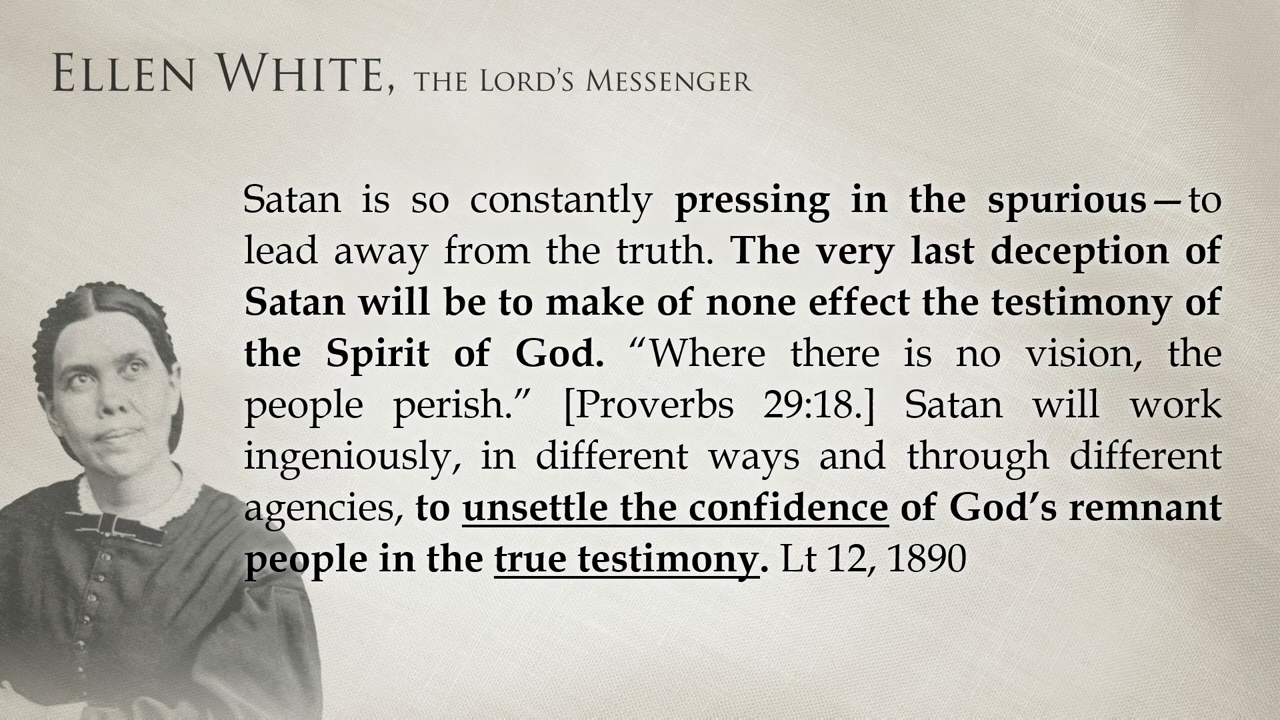 Ellen White, the Lord's Messenger
Satan is so constantly pressing in the spurious—to
lead away from the truth. The very last deception of
Satan will be to make of none effect the testimony of
the Spirit of God. “Where there is no vision, the
people perish.” [Proverbs 29:18.] Satan will work
ingeniously, in different ways and through different
agencies, to unsettle the confidence of God’s remnant
people in the true testimony. Lt 12, 1890